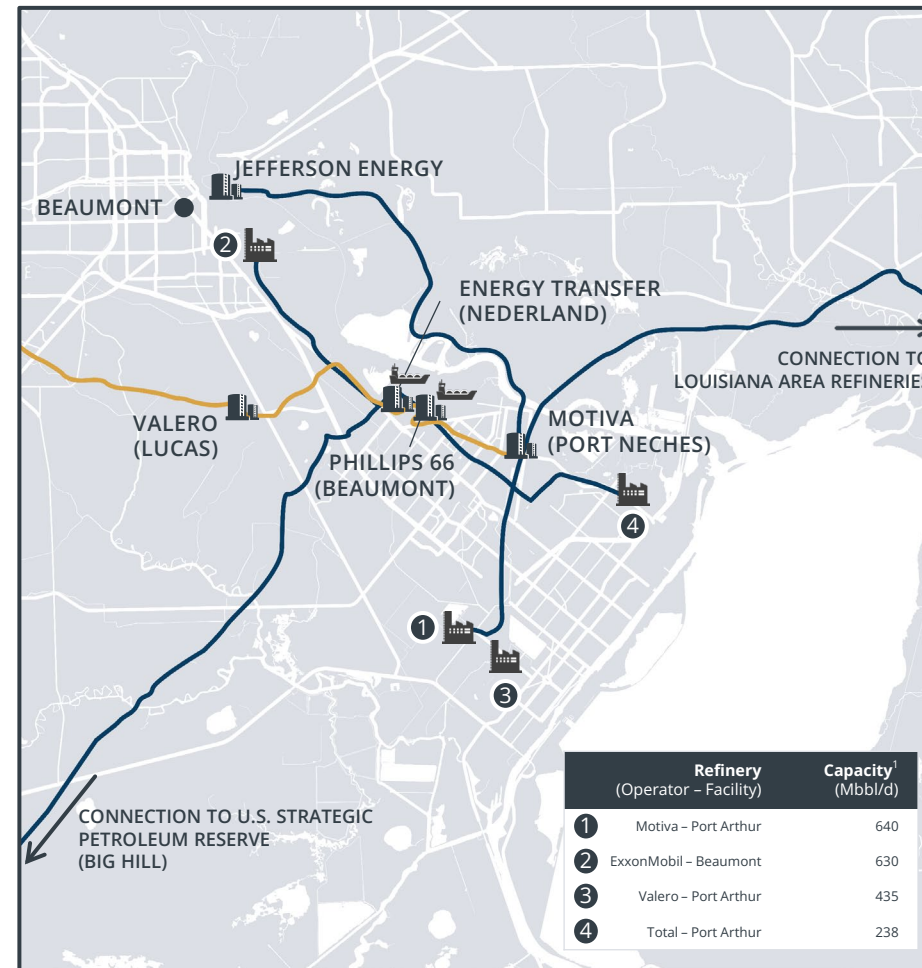 JEFFERSON ENERGY
BEAUMONT
2
ENERGY TRANSFER
(NEDERLAND)
CONNECTION TO
LOUISIANA AREA REFINERIES
VALERO
(LUCAS)
MOTIVA
(PORT NECHES)
PHILLIPS 66
(BEAUMONT)
4
1
3
CONNECTION TO U.S. STRATEGIC
PETROLEUM RESERVE
(BIG HILL)
Refinery Capacity1
(Operator – Facility) (Mbbl/d)
1 Motiva – Port Arthur 640
2 ExxonMobil – Beaumont 630
3 Valero – Port Arthur 435
4 Total – Port Arthur 238